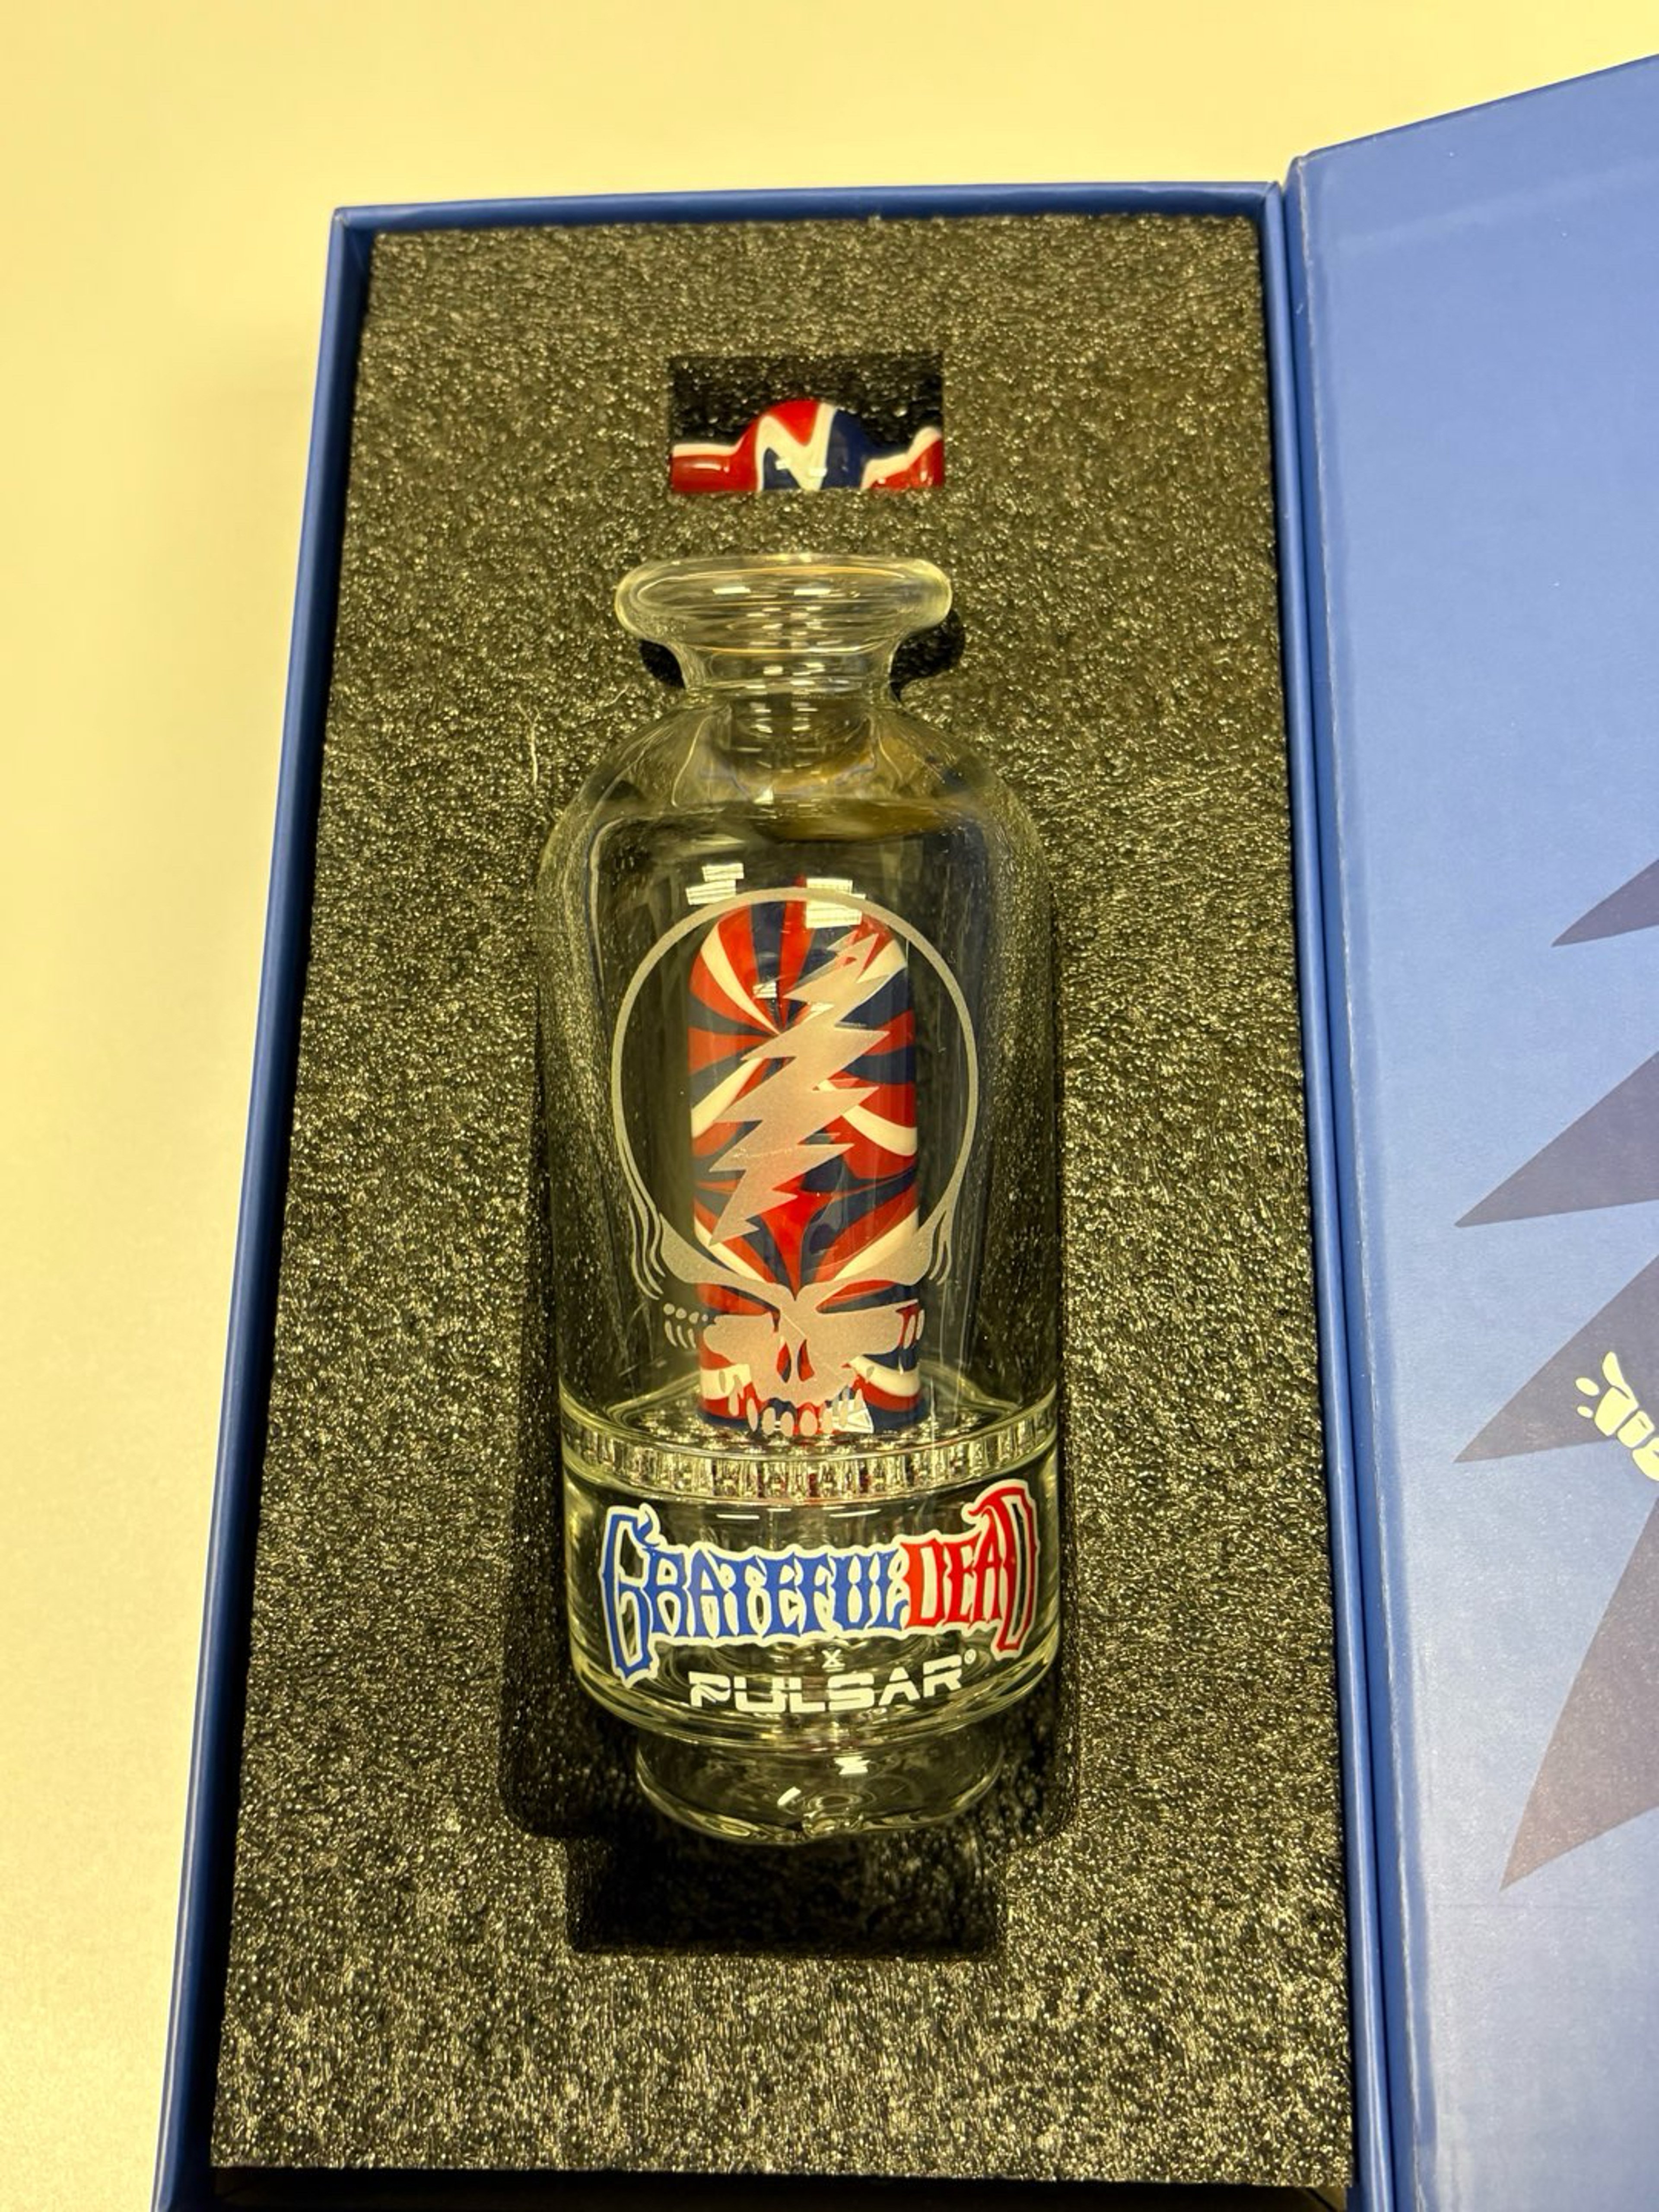 GRATEFUL DEAD
x
PULSAR®